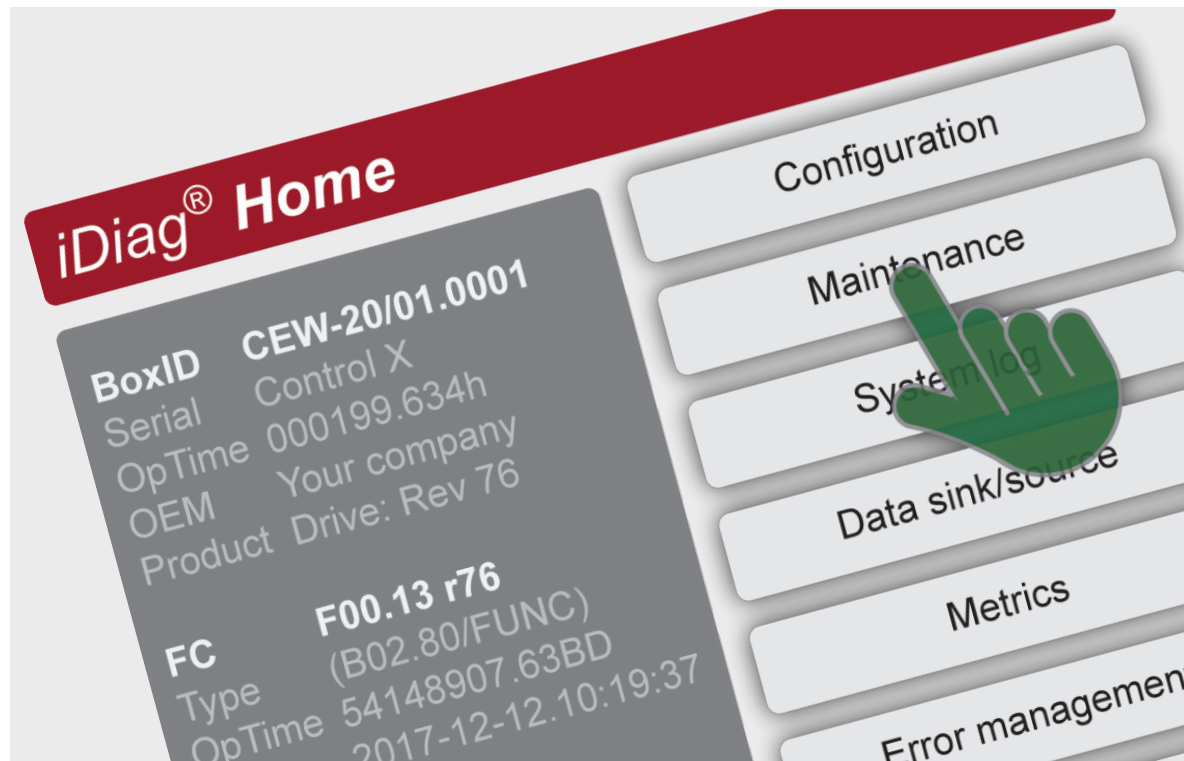 iDiag® Home
BoxID CEW-20/01.0001
Serial Control X
OpTime 000199.634h
OEM Your company
Product Drive: Rev 76
FC F00.13 r76
Type (B02.80/FUNC)
OpTime 54148907.63BD
2017-12-12.10:19:37
Configuration
Maintenance
System log
Data sink/source
Metrics
Error managemen